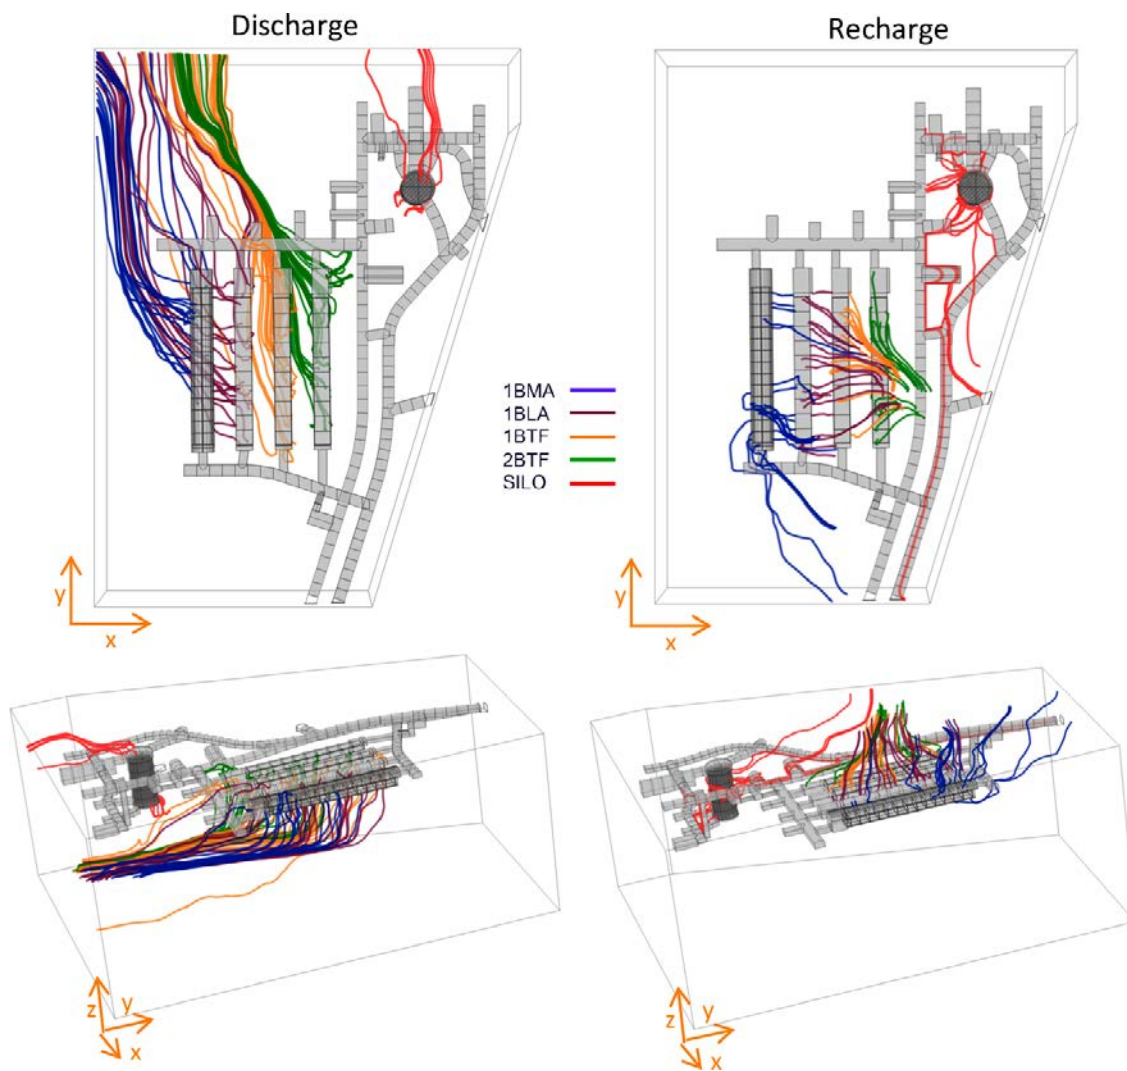 Discharge
Recharge
1BMA
1BLA
1BTF
2BTF
SILO
y
x
y
x
z
y
x
z
y
x